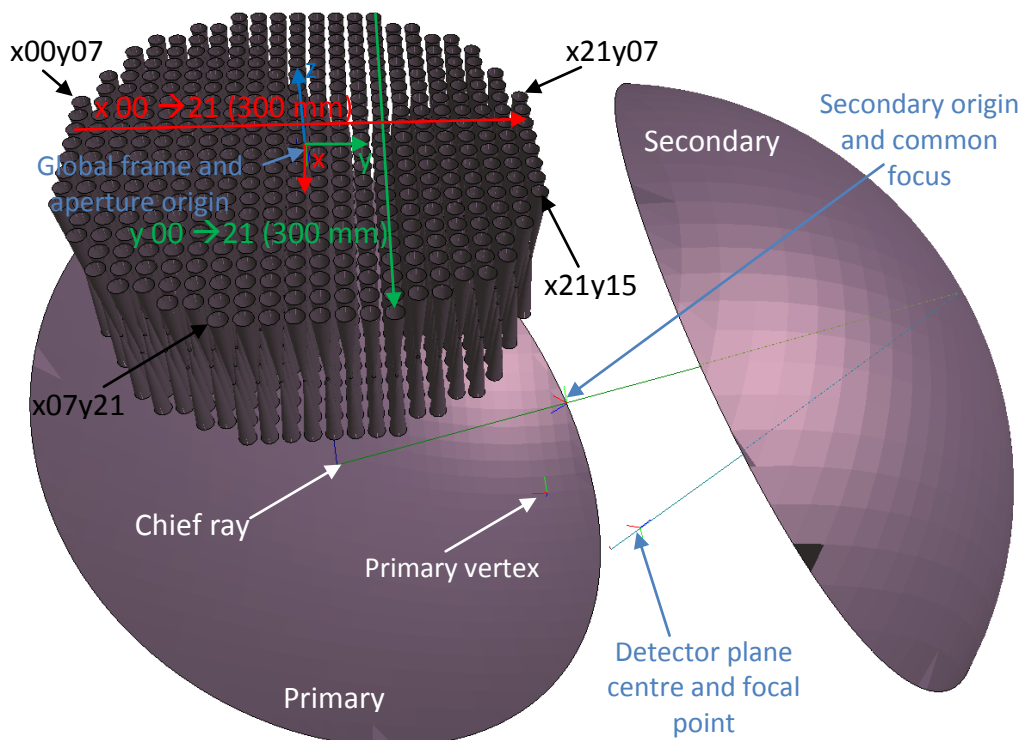 x00y07
x21y07
z
x 00 →21 (300 mm)
Secondary origin
and common
focus
Secondary
Global frame and
aperture origin
x
y
y 00 →21 (300 mm)
x21y15
x07y21
Chief ray
Primary vertex
Detector plane
centre and focal
point
Primary